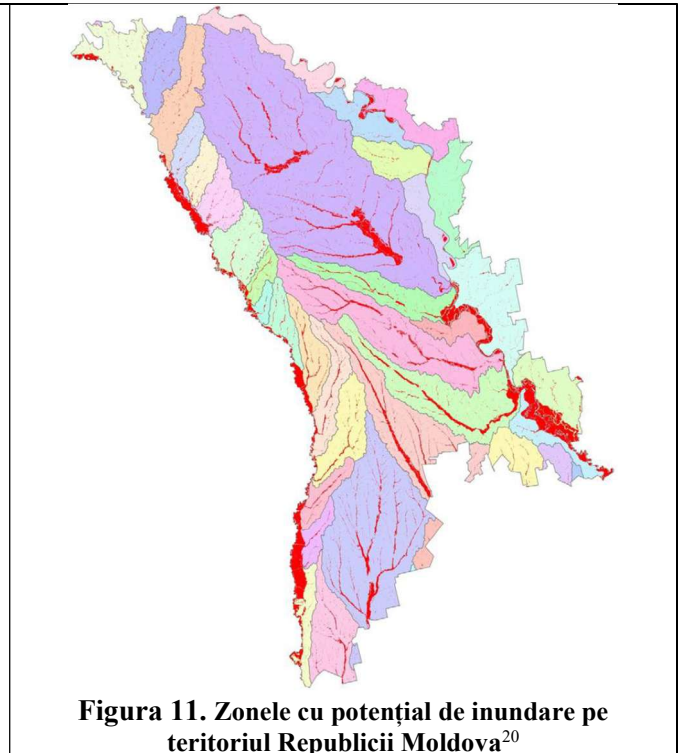 Figura 11. Zonele cu potențial de inundare pe
teritoriul Republicii Moldova20